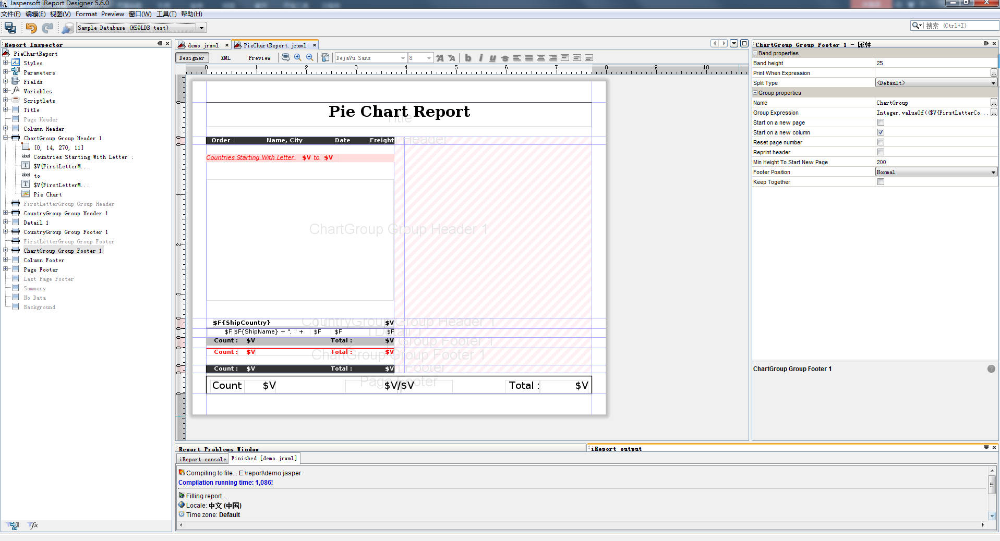 Jaspersoft iReport Designer 5.6.0
文件(F) 编辑(E) 视图(V) Format Preview 窗口(W) 工具(T) 帮助(H)
Sample Database (HSQLDB test)
搜索 (Ctrl+I)
Report Inspector
PieChartReport
Styles
Parameters
Fields
Variables
Scriptlets
Title
Page Header
Column Header
ChartGroup Group Header 1
[0, 14, 270, 11]
label Countries Starting With Letter :
$V{FirstLetterM...
label to
$V{FirstLetterM...
Pie Chart
FirstLetterGroup Group Header
CountryGroup Group Header 1
Detail 1
CountryGroup Group Footer 1
FirstLetterGroup Group Footer
ChartGroup Group Footer 1
Column Footer
Page Footer
Last Page Footer
Summary
No Data
Background
demo.jrxml
PieChartReport.jrxml
Designer XML Preview
DejaVu Sans 8
0 1 2 3 4 5 6 7 8 9 10
Pie Chart Report
Title
Order Name, City Date Freight
Header
Countries Starting With Letter $V to $V
ChartGroup Group Header 1
$F{ShipCountry} $V
CountryGroup Group Header 1
$F $F{ShipName} + ", " + $F $F $F
Detail 1
Count : $V Total : $V
Group Footer 1
Count : $V Total : $V
ChartGroup Group Footer 1
Count : $V Total : $V
Footer
Count $V $V/$V Total : $V
Page Footer
ChartGroup Group Footer 1 - 属性
Band properties
Band height 25
Print When Expression ...
Split Type <Default>
Group properties
Name ChartGroup ...
Group Expression Integer.valueOf(($V{FirstLetterCo... ...
Start on a new page
Start on a new column
Reset page number
Reprint header
Min Height To Start New Page 200
Footer Position Normal
Keep Together
ChartGroup Group Footer 1
Report Problems Window
iReport output
iReport console Finished [demo.jrxml]
Compiling to file... E:\report\demo.jasper
Compilation running time: 1,086!
Filling report...
Locale: 中文 (中国)
Time zone: Default